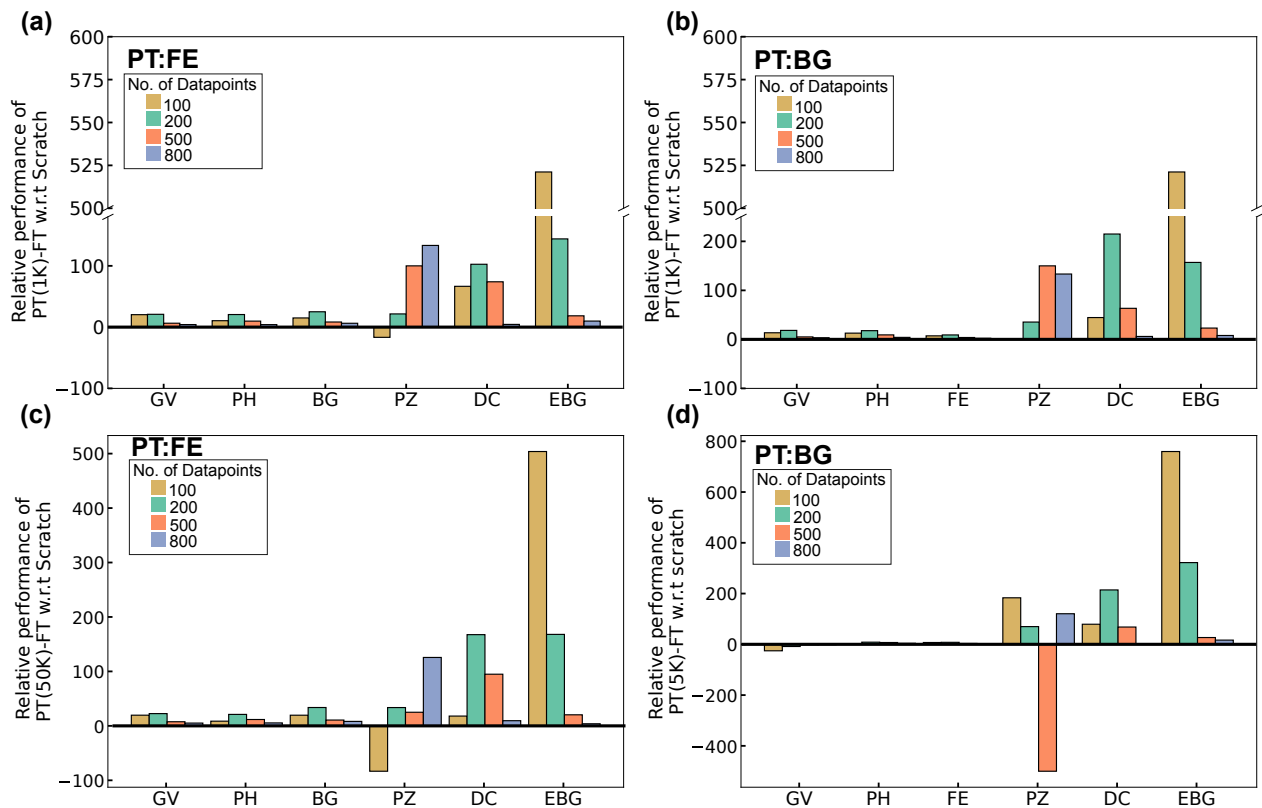 (a)
Relative performance of
PT(1K)-FT w.r.t Scratch
600
575
550
525
500
100
0
−100
PT:FE
No. of Datapoints
100
200
500
800
GV PH BG PZ DC EBG
(b)
Relative performance of
PT(1K)-FT w.r.t Scratch
600
575
550
525
500
200
100
0
−100
PT:BG
No. of Datapoints
100
200
500
800
GV PH FE PZ DC EBG
(c)
Relative performance of
PT(50K)-FT w.r.t Scratch
500
400
300
200
100
0
−100
PT:FE
No. of Datapoints
100
200
500
800
GV PH BG PZ DC EBG
(d)
Relative performance of
PT(5K)-FT w.r.t scratch
800
600
400
200
0
−200
−400
PT:BG
No. of Datapoints
100
200
500
800
GV PH FE PZ DC EBG